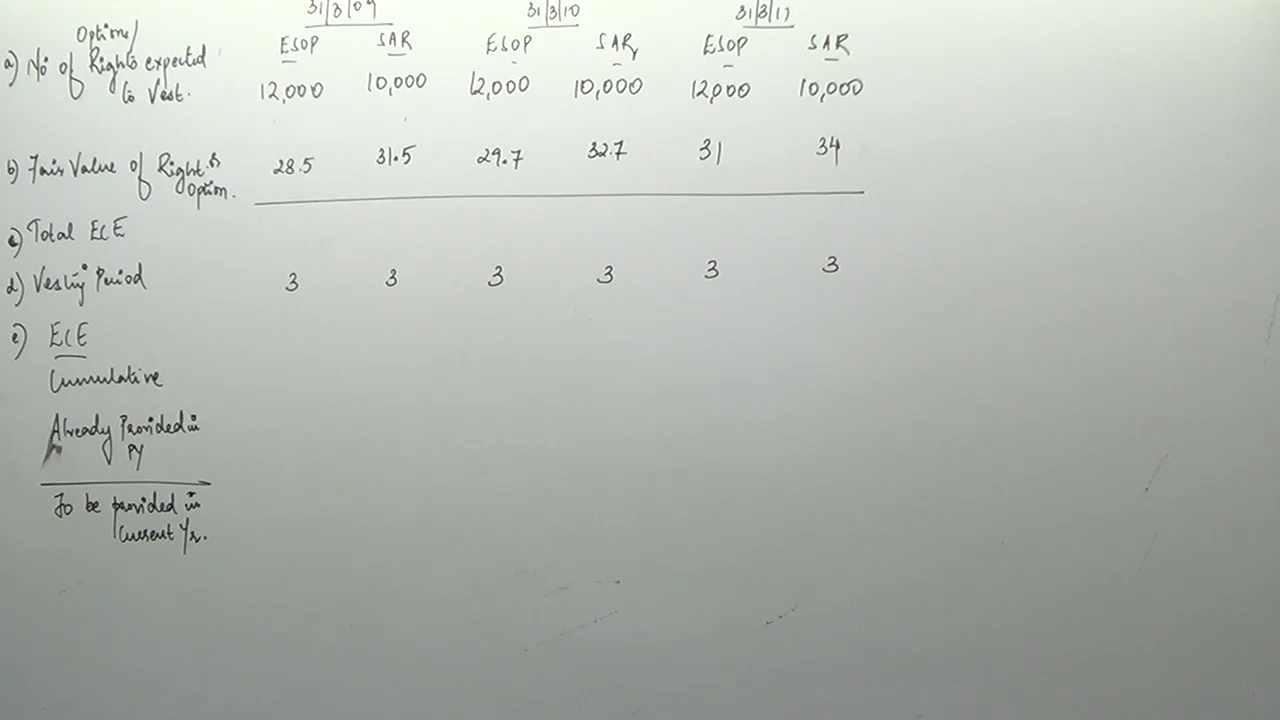 31/3/09 31/3/10 31/3/11
Options/ ESOP SAR ESOP SAR ESOP SAR
a) No of Rights expected
to Vest. 12,000 10,000 12,000 10,000 12,000 10,000
b) Fair Value of Right &
Option. 28.5 31.5 29.7 32.7 31 34
c) Total ECE
d) Vesting Period 3 3 3 3 3 3
e) ECE
Cumulative
Already Provided in
PY
To be provided in
Current Yr.